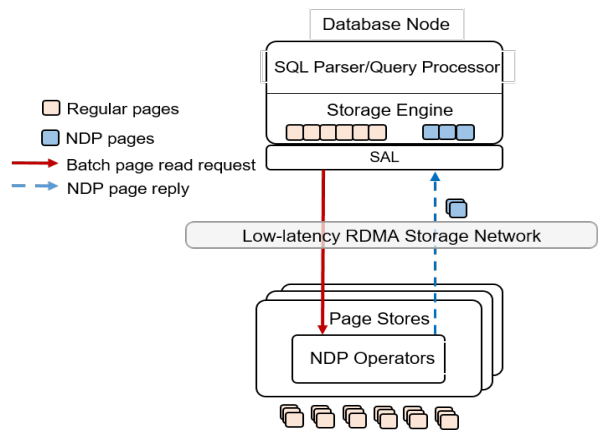 Database Node
SQL Parser/Query Processor
Storage Engine
SAL
Regular pages
NDP pages
Batch page read request
NDP page reply
Low-latency RDMA Storage Network
Page Stores
NDP Operators